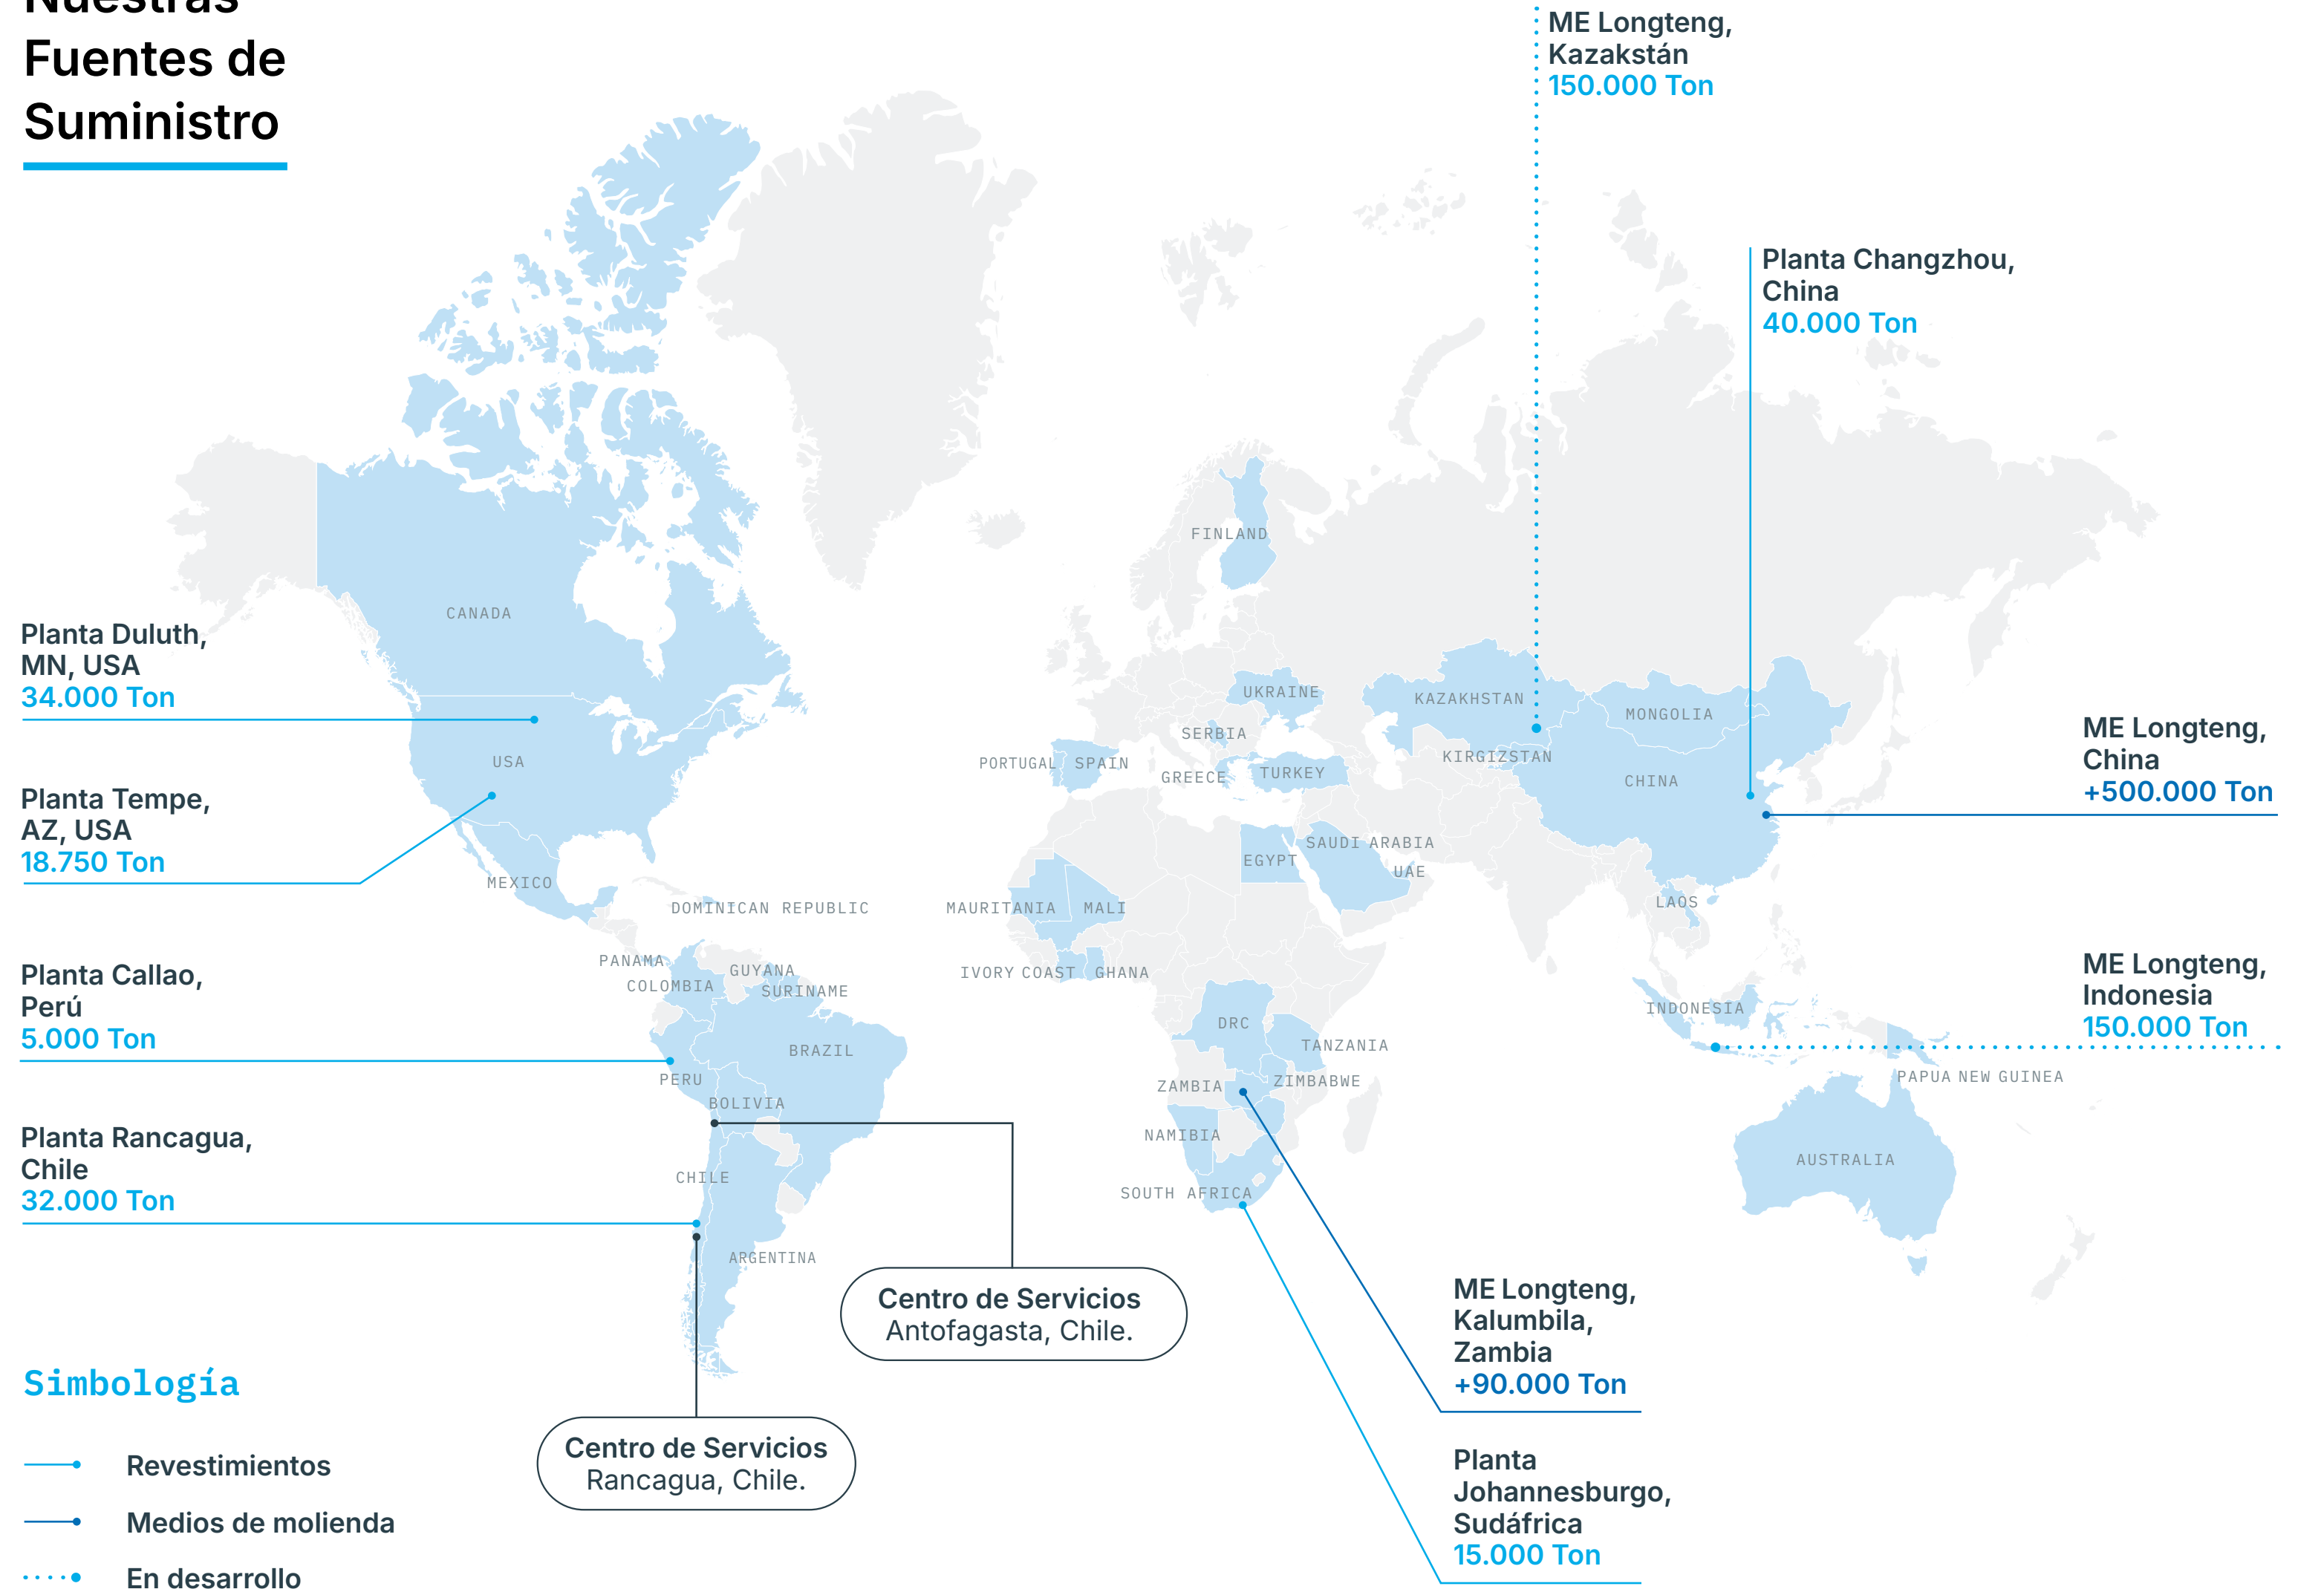 Nuestras
Fuentes de
Suministro
ME Longteng,
Kazakstán
150.000 Ton
Planta Changzhou,
China
40.000 Ton
ME Longteng,
China
+500.000 Ton
ME Longteng,
Indonesia
150.000 Ton
Planta Duluth,
MN, USA
34.000 Ton
Planta Tempe,
AZ, USA
18.750 Ton
Planta Callao,
Perú
5.000 Ton
Planta Rancagua,
Chile
32.000 Ton
FINLAND
CANADA
UKRAINE
KAZAKHSTAN
MONGOLIA
SERBIA
USA
PORTUGAL
SPAIN
GREECE
TURKEY
KIRGIZSTAN
CHINA
SAUDI ARABIA
EGYPT
UAE
MEXICO
DOMINICAN REPUBLIC
MAURITANIA
MALI
LAOS
PANAMA
GUYANA
IVORY COAST
GHANA
COLOMBIA
SURINAME
INDONESIA
DRC
BRAZIL
TANZANIA
PERU
ZAMBIA
ZIMBABWE
PAPUA NEW GUINEA
BOLIVIA
NAMIBIA
AUSTRALIA
CHILE
SOUTH AFRICA
ARGENTINA
Centro de Servicios
Antofagasta, Chile.
Centro de Servicios
Rancagua, Chile.
ME Longteng,
Kalumbila,
Zambia
+90.000 Ton
Planta
Johannesburgo,
Sudáfrica
15.000 Ton
Simbología
Revestimientos
Medios de molienda
En desarrollo